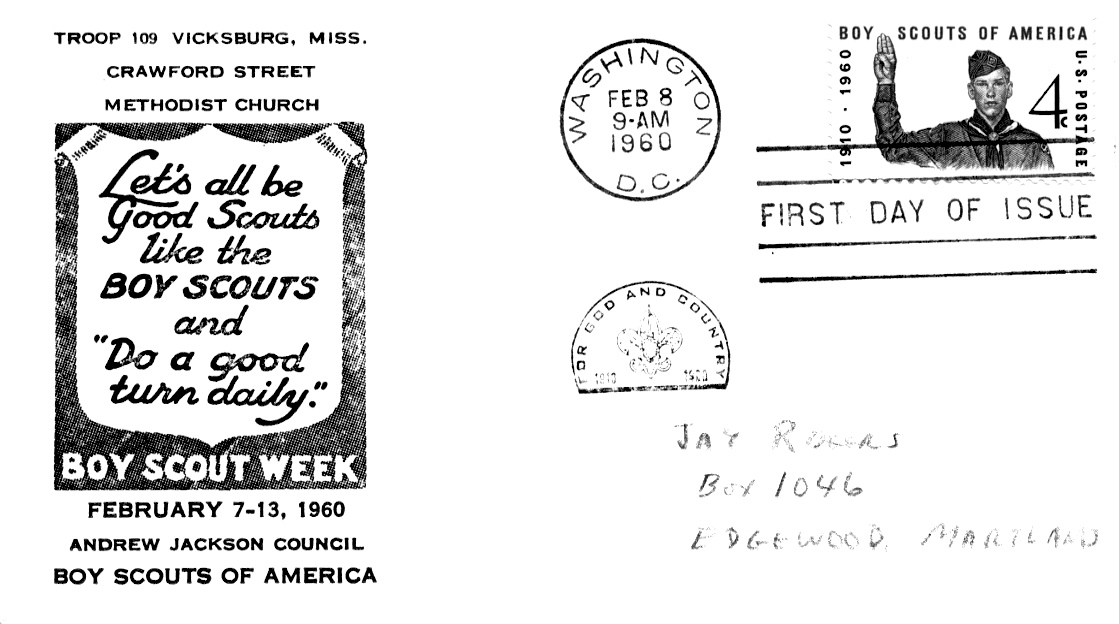 TROOP 109 VICKSBURG, MISS.
CRAWFORD STREET
METHODIST CHURCH
Let's all be
Good Scouts
like the
BOY SCOUTS
and
"Do a good
turn daily."
BOY SCOUT WEEK
FEBRUARY 7-13, 1960
ANDREW JACKSON COUNCIL
BOY SCOUTS OF AMERICA
WASHINGTON
FEB 8
9-AM
1960
D.C.
BOY SCOUTS OF AMERICA
1910 · 1960
4c
U·S·POSTAGE
FIRST DAY OF ISSUE
FOR GOD AND COUNTRY
1910 1960
JAY
Box 1046
EDGEWOOD, MARYLAND